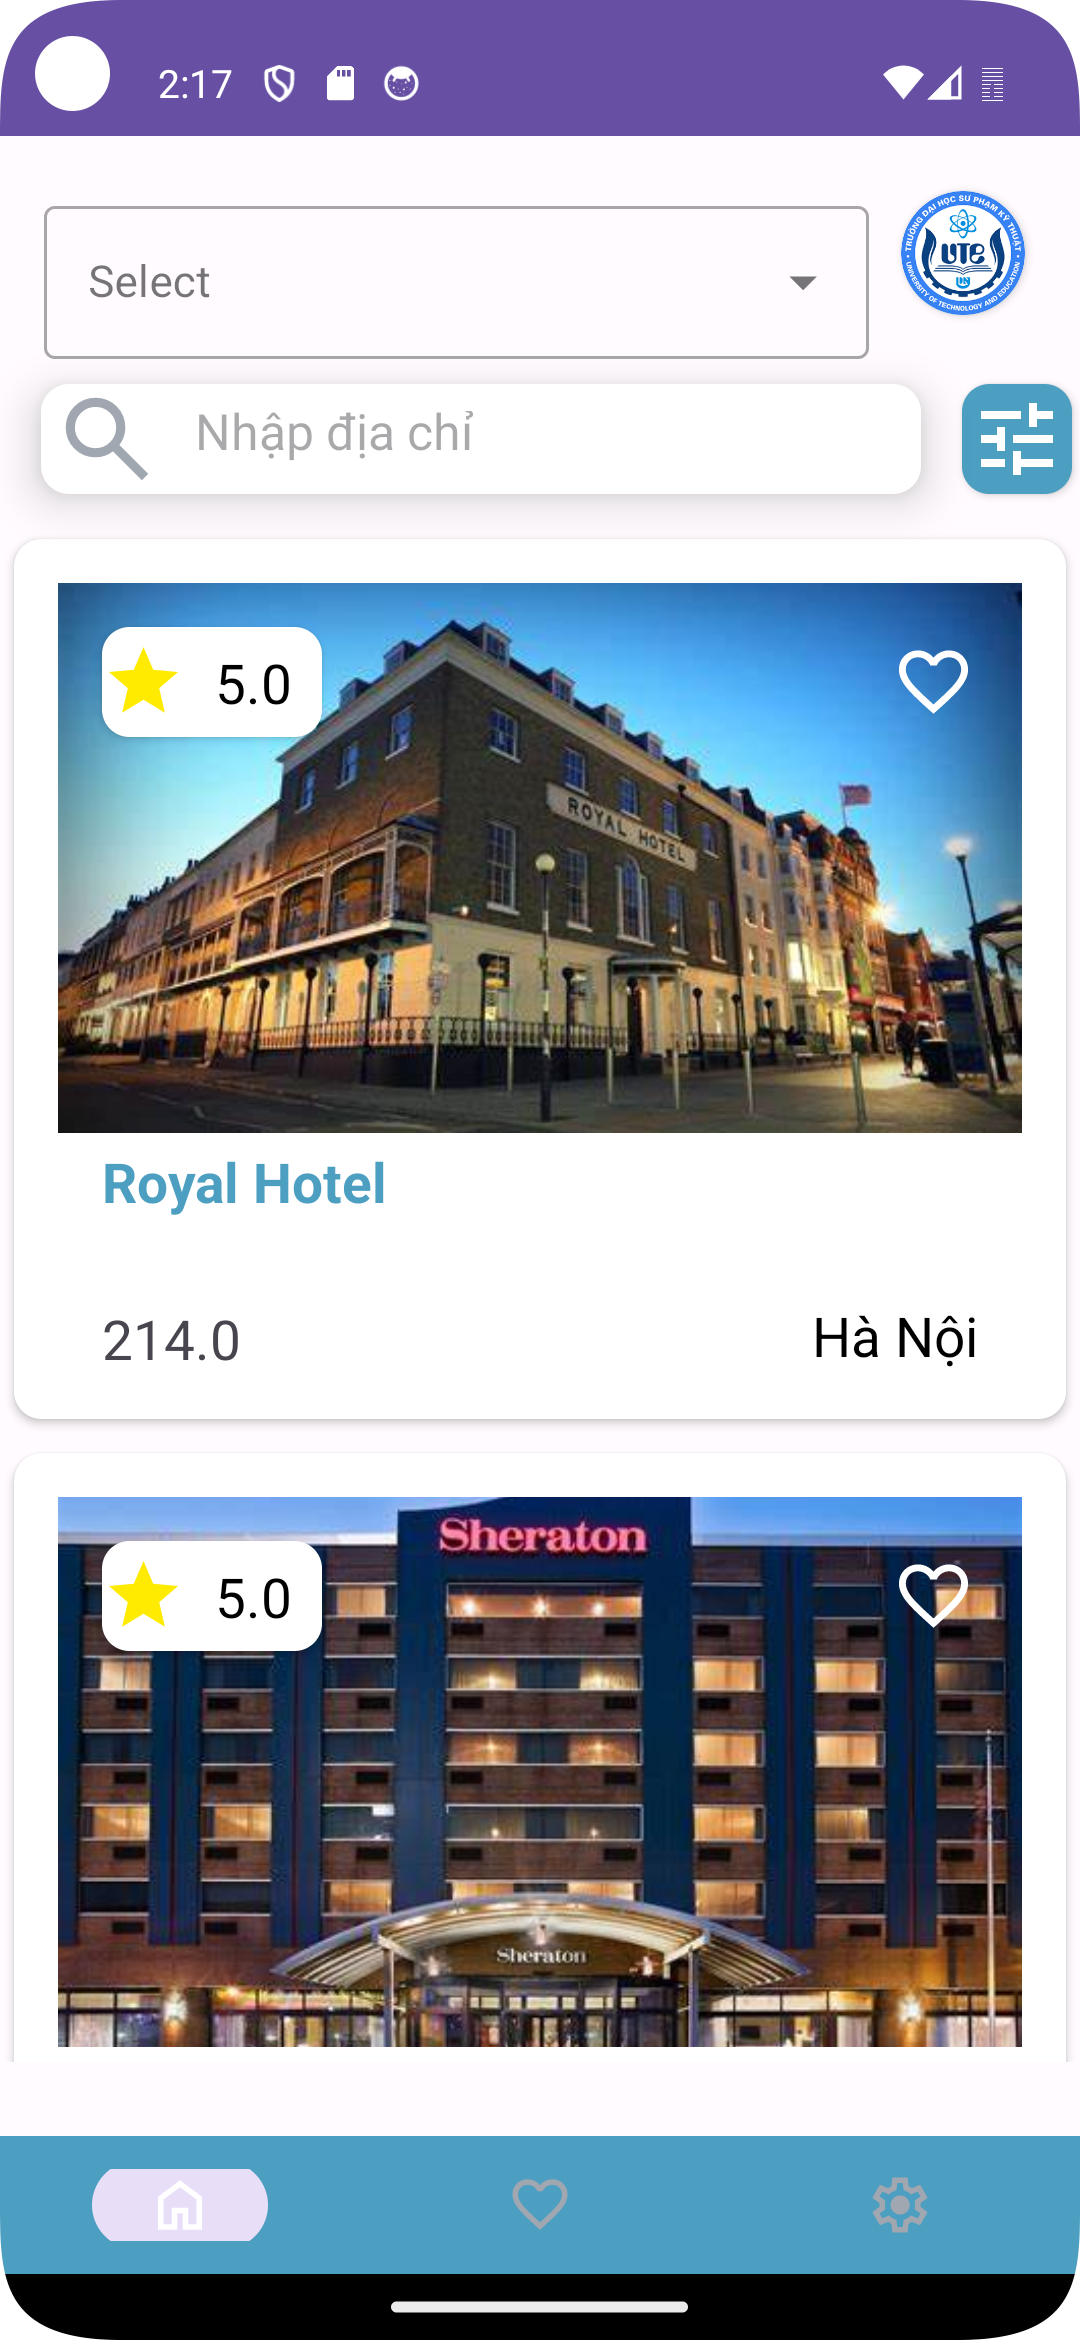 2:17
Select
TRƯỜNG ĐẠI HỌC SƯ PHẠM KỸ THUẬT
UTE
UNIVERSITY OF TECHNOLOGY AND EDUCATION
Nhập địa chỉ
5.0
ROYAL HOTEL
Royal Hotel
214.0
Hà Nội
Sheraton
5.0
Sheraton